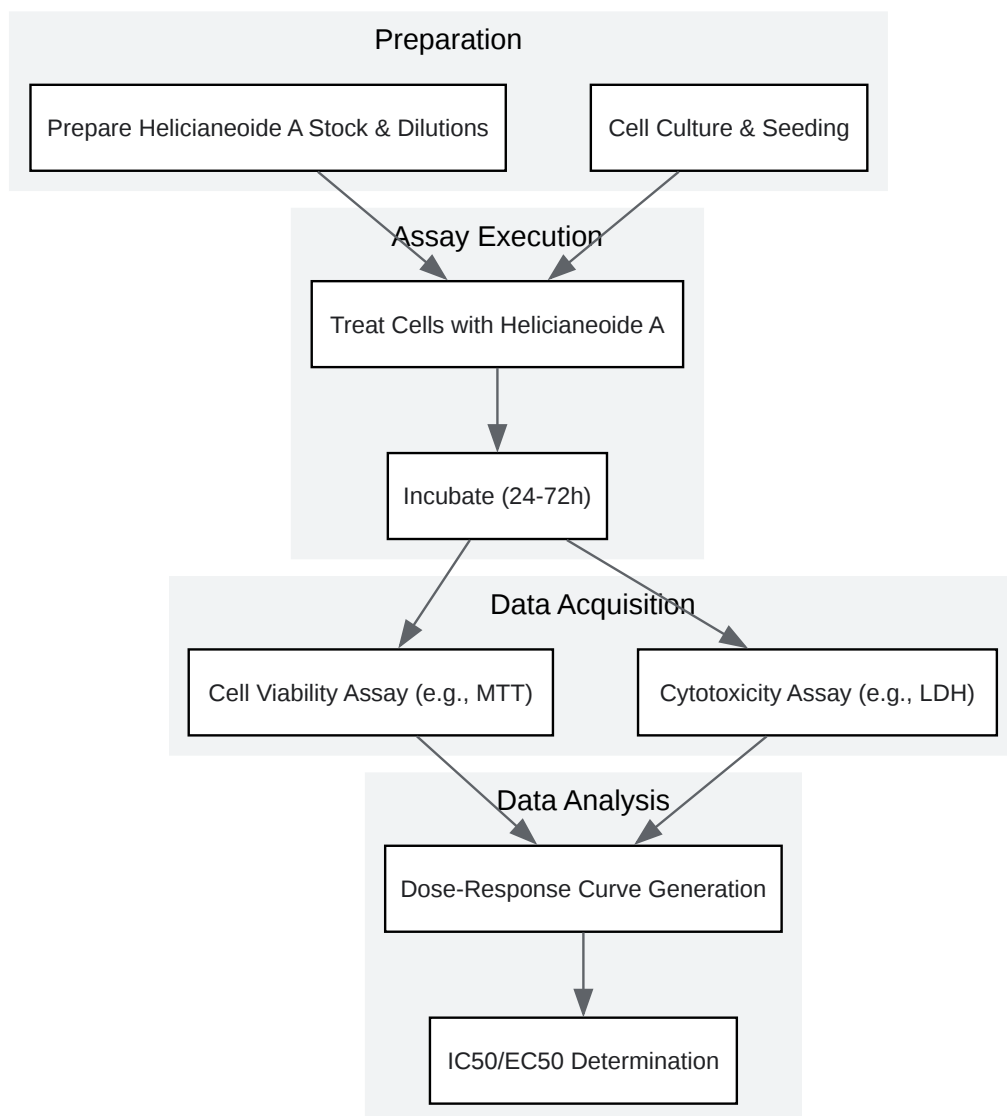 Preparation
Prepare Helicianeoide A Stock & Dilutions
Cell Culture & Seeding
Assay Execution
Treat Cells with Helicianeoide A
Incubate (24-72h)
Data Acquisition
Cell Viability Assay (e.g., MTT)
Cytotoxicity Assay (e.g., LDH)
Data Analysis
Dose-Response Curve Generation
IC50/EC50 Determination